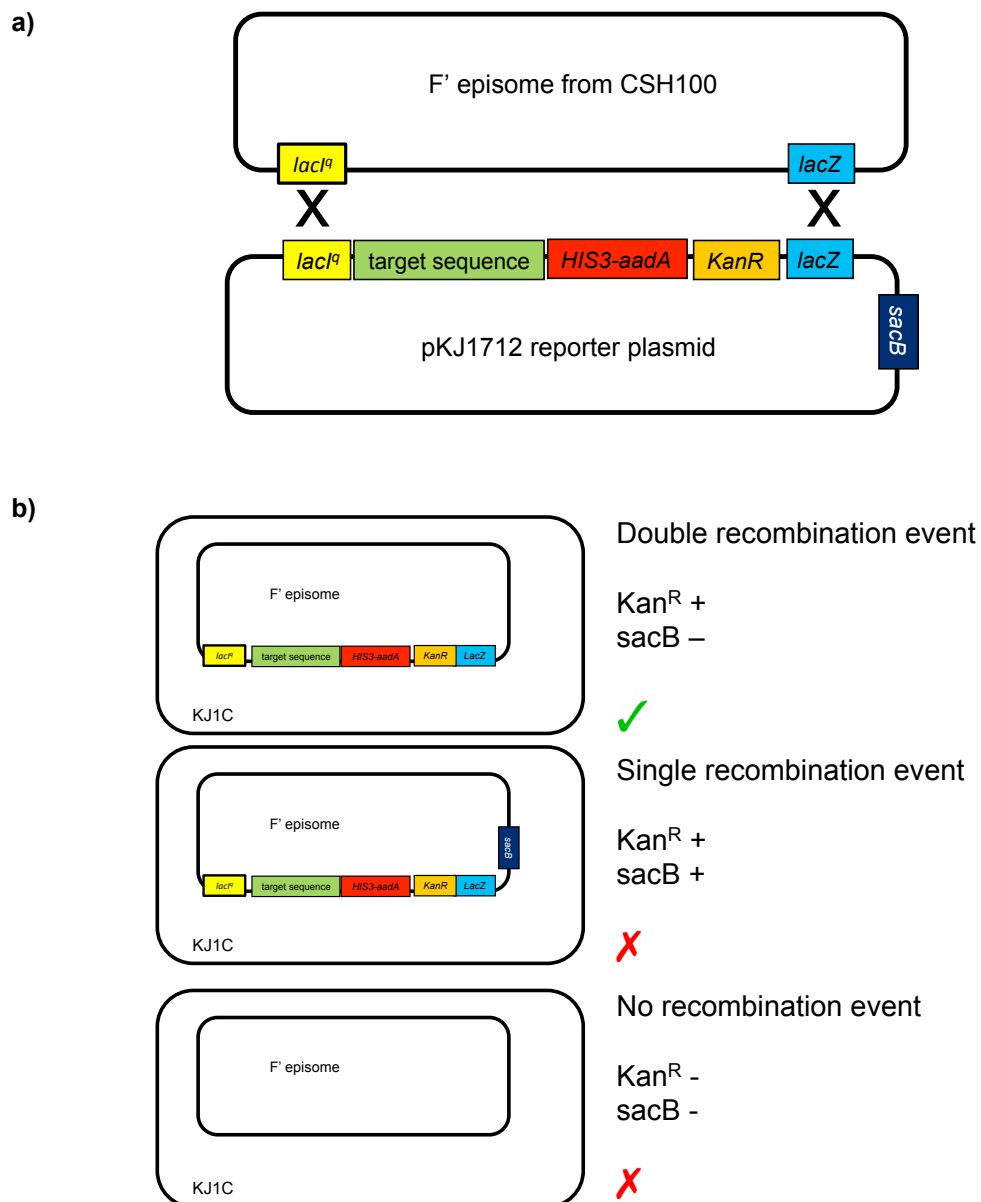 a)
F' episome from CSH100
lacIq
lacZ
X
X
lacIq
target sequence
HIS3-aadA
KanR
lacZ
sacB
pKJ1712 reporter plasmid
b)
F' episome
lacIq
target sequence
HIS3-aadA
KanR
LacZ
KJ1C
Double recombination event
KanR +
sacB –
✓
F' episome
sacB
lacIq
target sequence
HIS3-aadA
KanR
LacZ
KJ1C
Single recombination event
KanR +
sacB +
✗
F' episome
KJ1C
No recombination event
KanR -
sacB -
✗